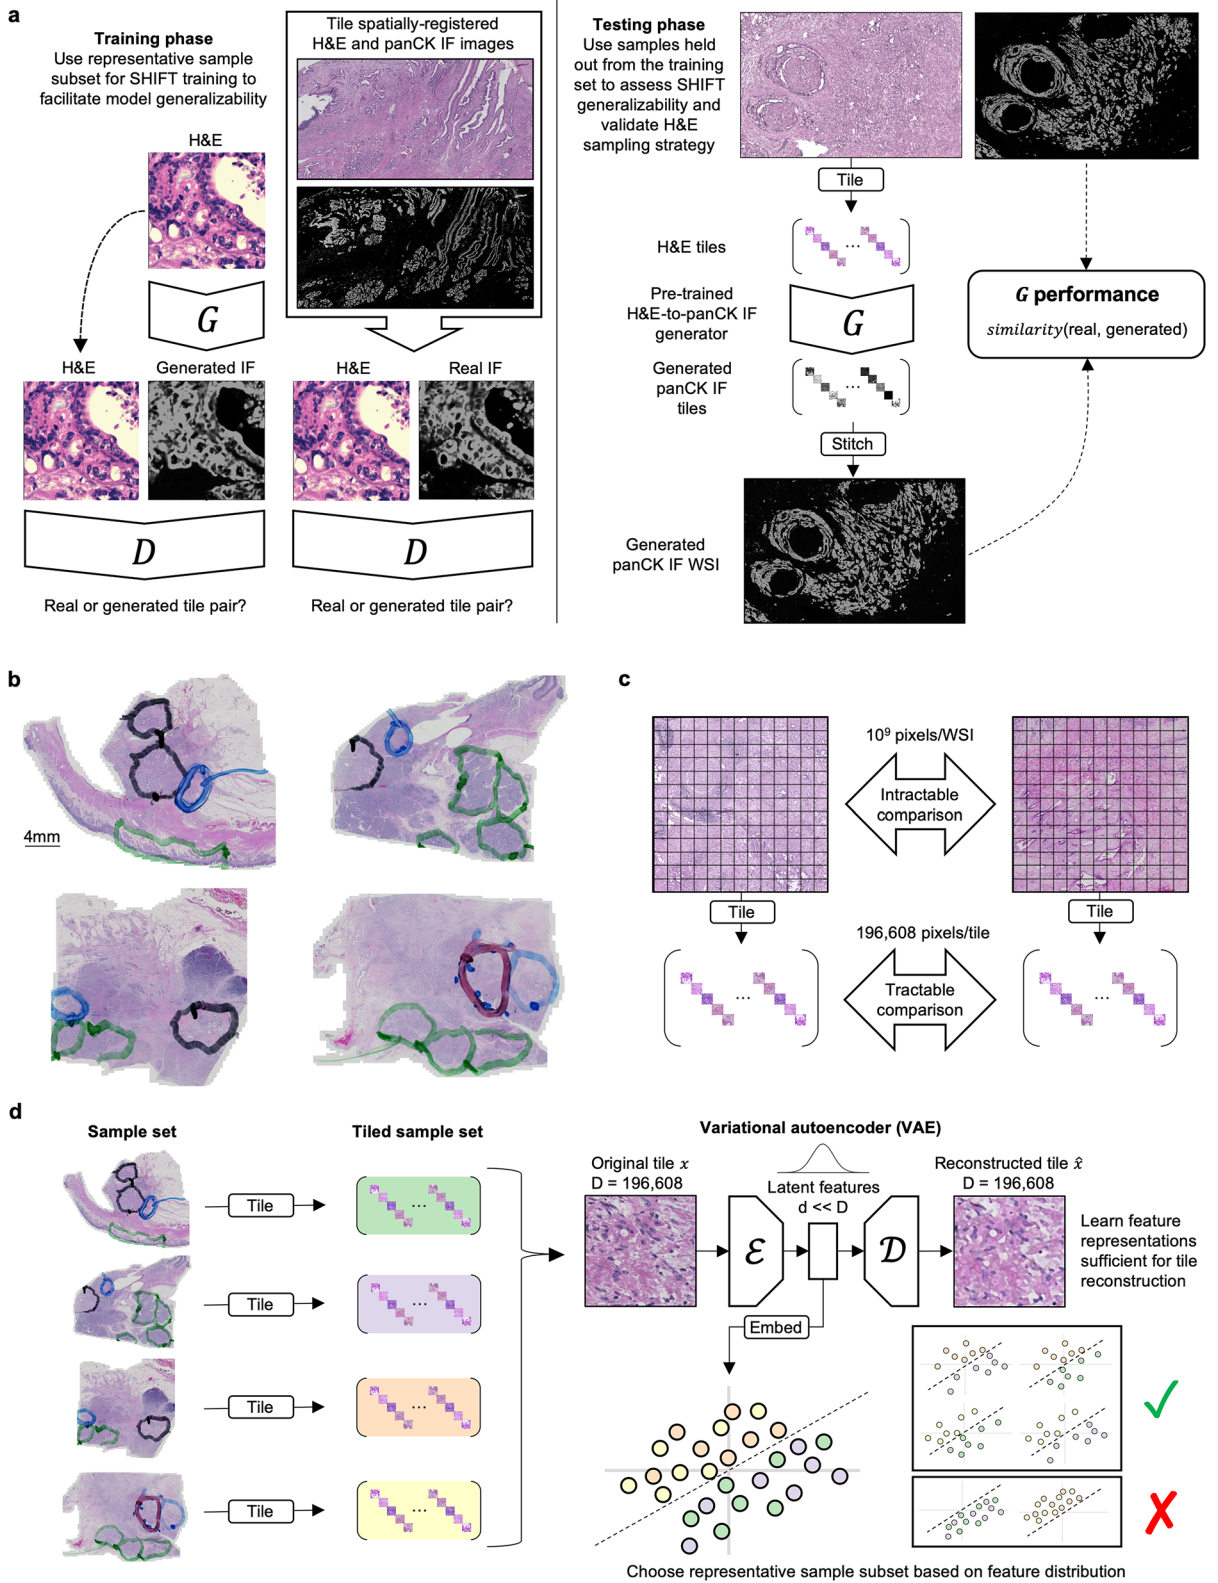 a
Training phase
Use representative sample
subset for SHIFT training to
facilitate model generalizability
H&E
G
H&E
Generated IF
D
Real or generated tile pair?
Tile spatially-registered
H&E and panCK IF images
H&E
Real IF
D
Real or generated tile pair?
Testing phase
Use samples held
out from the training
set to assess SHIFT
generalizability and
validate H&E
sampling strategy
Tile
H&E tiles
...
Pre-trained
H&E-to-panCK IF
generator
G
Generated
panCK IF
tiles
...
Stitch
Generated
panCK IF WSI
G performance
similarity(real, generated)
b
4mm
c
10⁹ pixels/WSI
Intractable
comparison
Tile
Tile
196,608 pixels/tile
Tractable
comparison
...
...
d
Sample set
Tiled sample set
Tile
...
Tile
...
Tile
...
Tile
...
Variational autoencoder (VAE)
Original tile x
D = 196,608
Latent features
d << D
Reconstructed tile x̂
D = 196,608
ℰ
𝒟
Learn feature
representations
sufficient for tile
reconstruction
Embed
✓
✗
Choose representative sample subset based on feature distribution